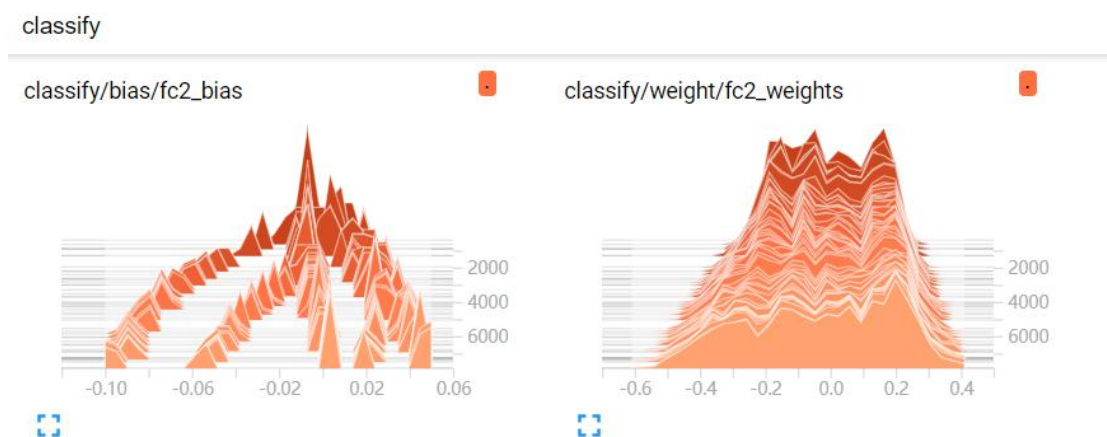 classify
classify/bias/fc2_bias
.
classify/weight/fc2_weights
.
2000
4000
6000
-0.10 -0.06 -0.02 0.02 0.06
2000
4000
6000
-0.6 -0.4 -0.2 0.0 0.2 0.4